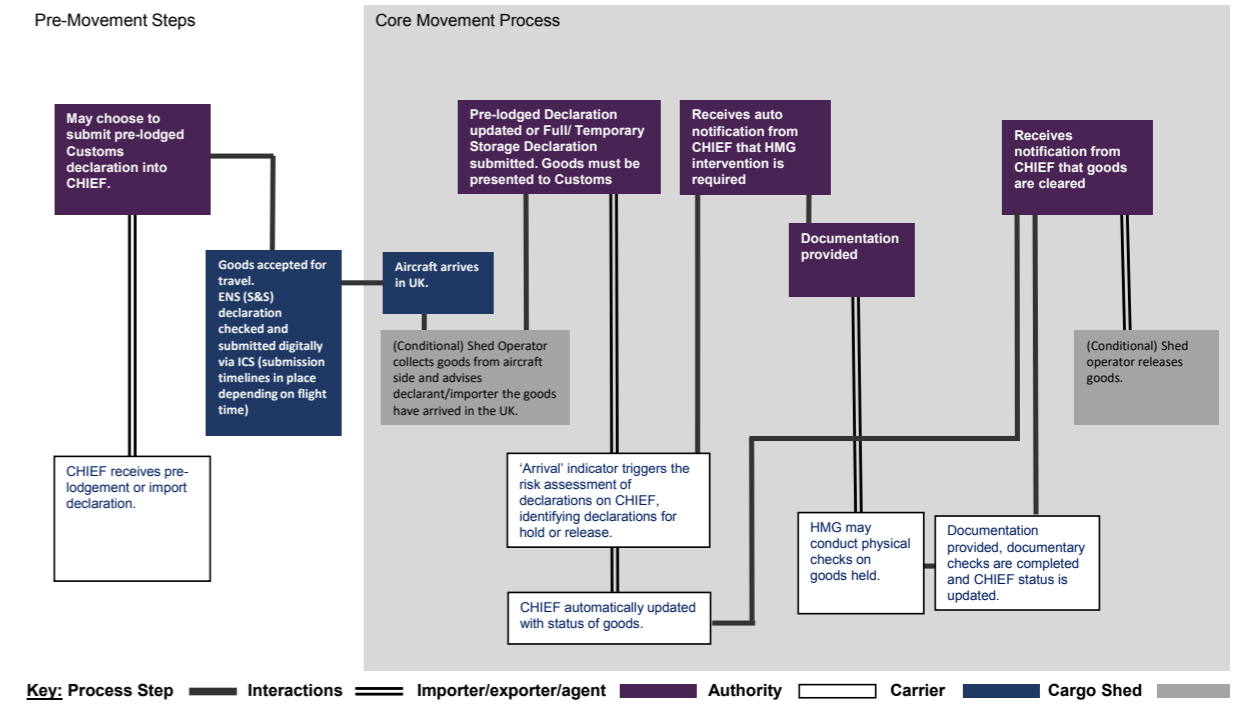 Pre-Movement Steps
Core Movement Process
May choose to
submit pre-lodged
Customs
declaration into
CHIEF.
Goods accepted for
travel.
ENS (S&S)
declaration
checked and
submitted digitally
via ICS (submission
timelines in place
depending on flight
time)
CHIEF receives pre-
lodgement or import
declaration.
Aircraft arrives
in UK.
(Conditional) Shed Operator
collects goods from aircraft
side and advises
declarant/importer the goods
have arrived in the UK.
Pre-lodged Declaration
updated or Full/ Temporary
Storage Declaration
submitted. Goods must be
presented to Customs
'Arrival' indicator triggers the
risk assessment of
declarations on CHIEF,
identifying declarations for
hold or release.
CHIEF automatically updated
with status of goods.
Receives auto
notification from
CHIEF that HMG
intervention is
required
Documentation
provided
HMG may
conduct physical
checks on
goods held.
Documentation
provided, documentary
checks are completed
and CHIEF status is
updated.
Receives
notification from
CHIEF that goods
are cleared
(Conditional) Shed
operator releases
goods.
Key: Process Step Interactions Importer/exporter/agent Authority Carrier Cargo Shed